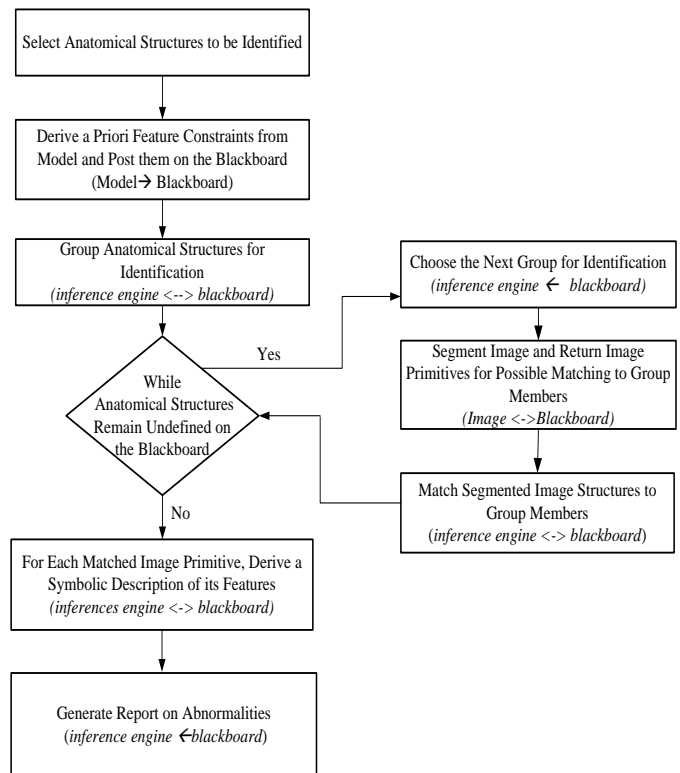 Select Anatomical Structures to be Identified
Derive a Priori Feature Constraints from
Model and Post them on the Blackboard
(Model→ Blackboard)
Group Anatomical Structures for
Identification
(inference engine <--> blackboard)
While
Anatomical Structures
Remain Undefined on
the Blackboard
Yes
Choose the Next Group for Identification
(inference engine ← blackboard)
Segment Image and Return Image
Primitives for Possible Matching to Group
Members
(Image <->Blackboard)
Match Segmented Image Structures to
Group Members
(inference engine <-> blackboard)
No
For Each Matched Image Primitive, Derive a
Symbolic Description of its Features
(inferences engine <-> blackboard)
Generate Report on Abnormalities
(inference engine ←blackboard)